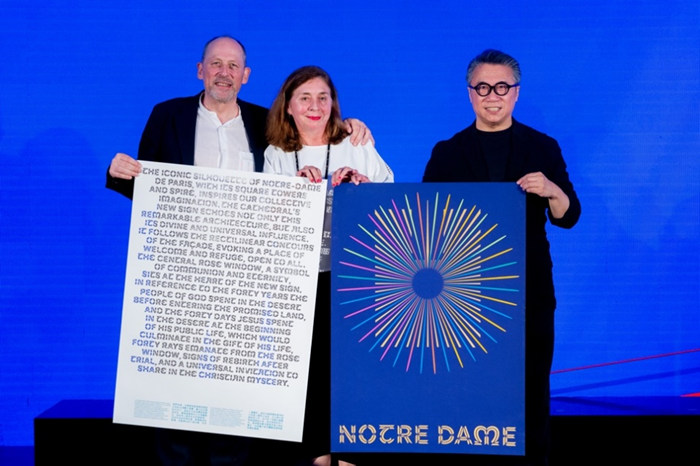 THE ICONIC SILHOUETTE OF NOTRE-DAME
DE PARIS, WITH ITS SQUARE TOWERS
AND SPIRE, INSPIRES OUR COLLECTIVE
IMAGINATION. THE CATHEDRAL'S
NEW SIGN ECHOES NOT ONLY THIS
REMARKABLE ARCHITECTURE, BUT ALSO
ITS DIVINE AND UNIVERSAL INFLUENCE.
IT FOLLOWS THE RECTILINEAR CONTOURS
OF THE FAÇADE, EVOKING A PLACE OF
WELCOME AND REFUGE, OPEN TO ALL.
THE CENTRAL ROSE WINDOW, A SYMBOL
OF COMMUNION AND ETERNITY,
SITS AT THE HEART OF THE NEW SIGN,
IN REFERENCE TO THE FORTY YEARS THE
PEOPLE OF GOD SPENT IN THE DESERT
BEFORE ENTERING THE PROMISED LAND,
AND THE FORTY DAYS JESUS SPENT
IN THE DESERT AT THE BEGINNING
OF HIS PUBLIC LIFE, WHICH WOULD
CULMINATE IN THE GIFT OF HIS LIFE,
FORTY RAYS EMANATE FROM THE ROSE
WINDOW, SIGNS OF REBIRTH AFTER
TRIAL, AND A UNIVERSAL INVITATION TO
SHARE IN THE CHRISTIAN MYSTERY.
NOTRE DAME